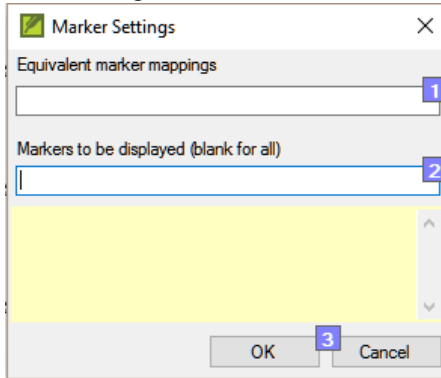 Marker Settings
Equivalent marker mappings
1
Markers to be displayed (blank for all)
2
OK
3
Cancel